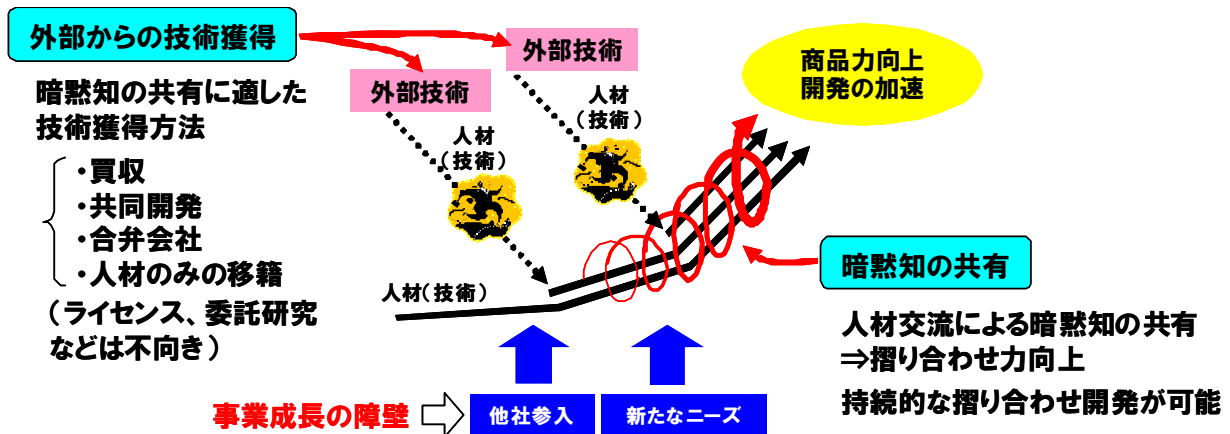 外部からの技術獲得
暗黙知の共有に適した
技術獲得方法
・買収
・共同開発
・合弁会社
・人材のみの移籍
(ライセンス、委託研究
などは不向き)
外部技術
外部技術
人材
(技術)
人材
(技術)
人材(技術)
商品力向上
開発の加速
暗黙知の共有
人材交流による暗黙知の共有
⇒摺り合わせ力向上
持続的な摺り合わせ開発が可能
事業成長の障壁
他社参入
新たなニーズ